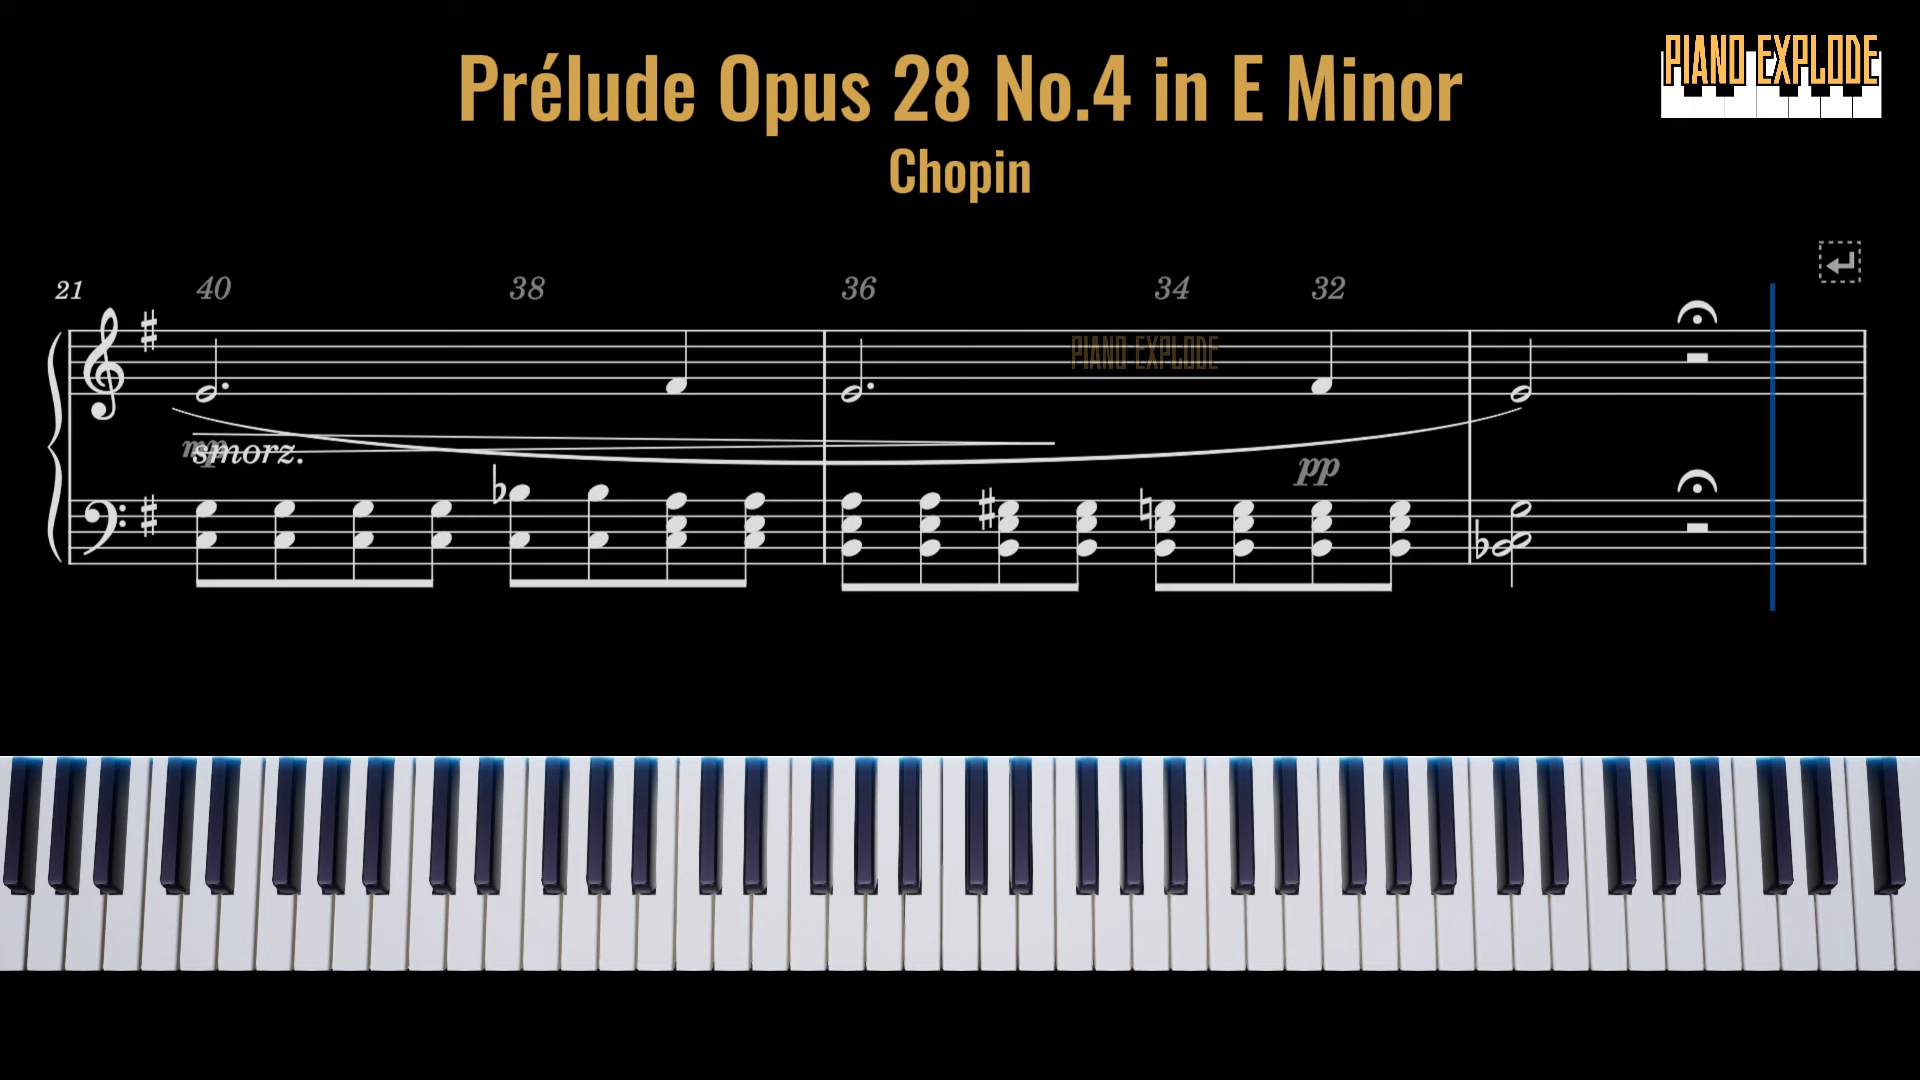 Prélude Opus 28 No.4 in E Minor
PIANO EXPLODE
Chopin
21 40 38 36 34 32
PIANO EXPLODE
mp
smorz.
pp